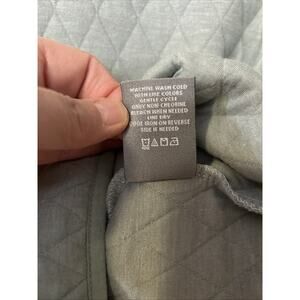 MACHINE WASH COLD
WITH LIKE COLORS
GENTLE CYCLE
ONLY NON-CHLORINE
BLEACH WHEN NEEDED
LINE DRY
COOL IRON ON REVERSE
SIDE IF NEEDED